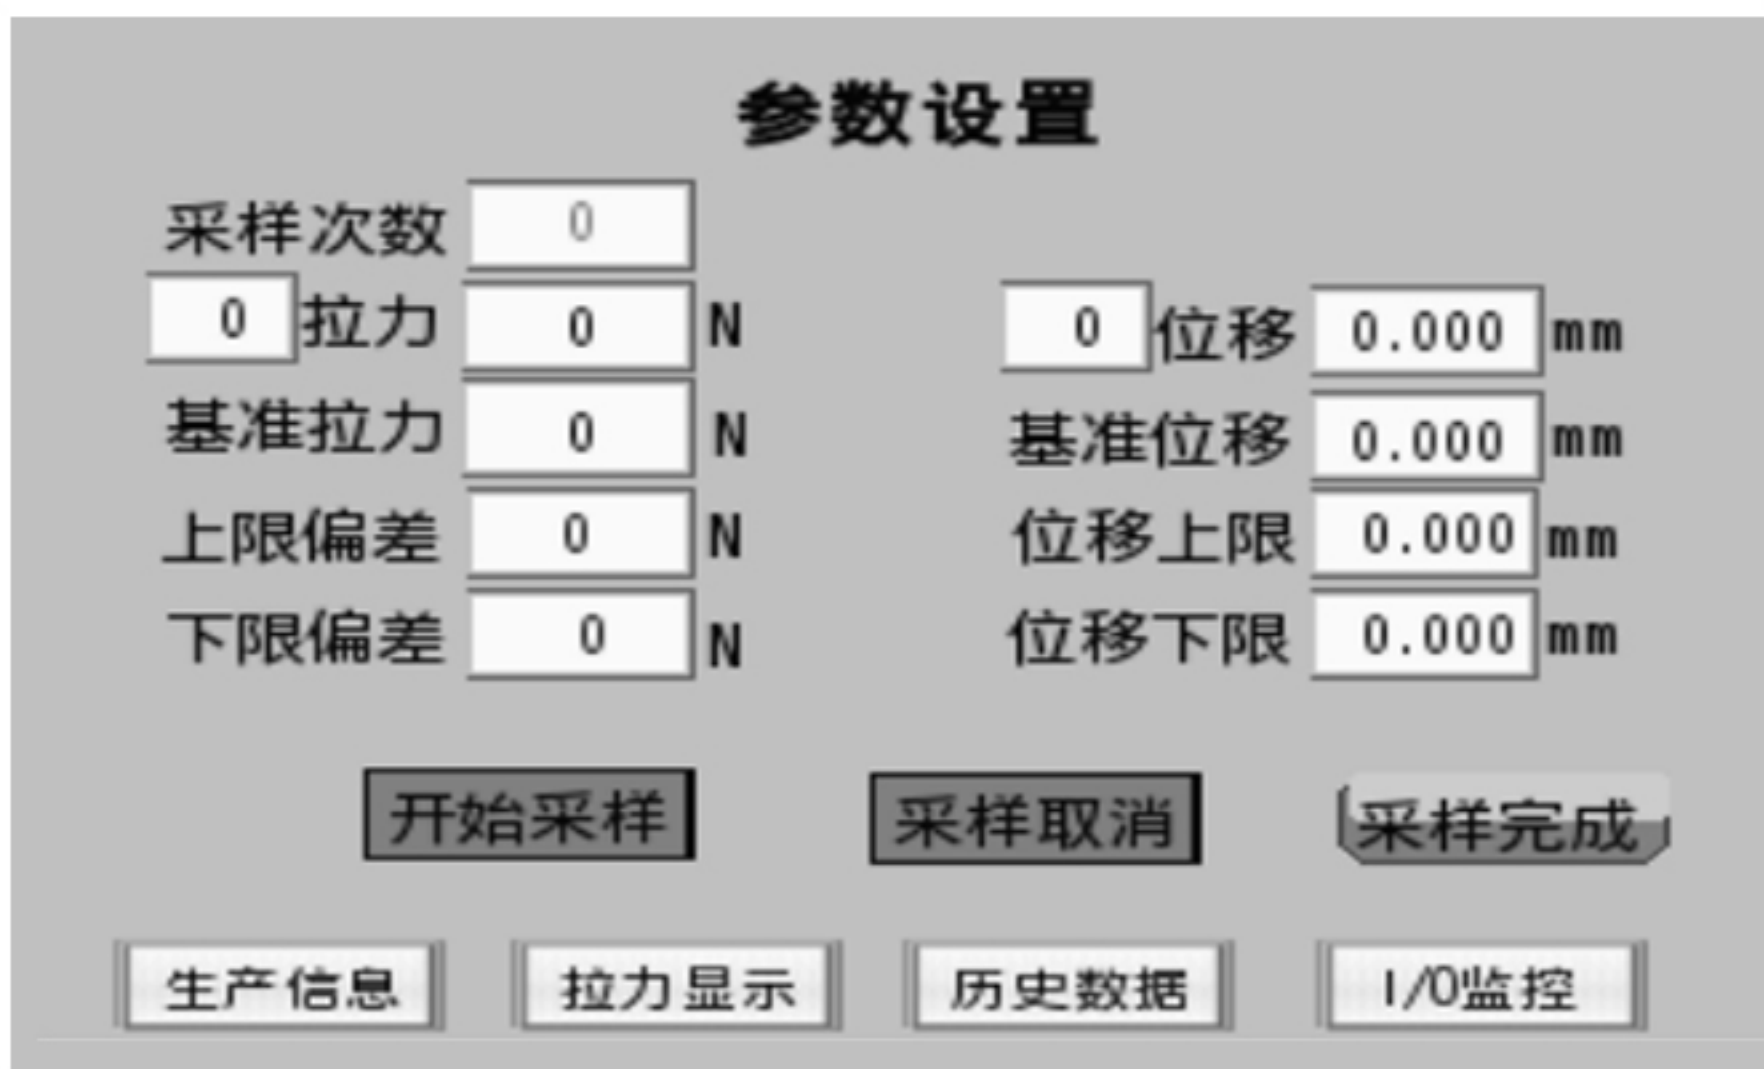 参数设置
采样次数 0
0 拉力 0 N 0 位移 0.000 mm
基准拉力 0 N 基准位移 0.000 mm
上限偏差 0 N 位移上限 0.000 mm
下限偏差 0 N 位移下限 0.000 mm
开始采样 采样取消 采样完成
生产信息 拉力显示 历史数据 I/O监控